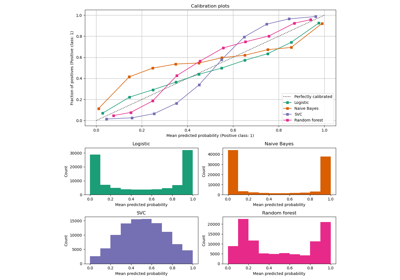 Calibration plots
1.0
0.8
0.6
0.4
0.2
0.0
Fraction of positives (Positive class: 1)
Perfectly calibrated
Logistic
Naive Bayes
SVC
Random forest
0.0 0.2 0.4 0.6 0.8 1.0
Mean predicted probability (Positive class: 1)
Logistic
30000
20000
10000
0
Count
0.0 0.2 0.4 0.6 0.8 1.0
Mean predicted probability
Naive Bayes
40000
30000
20000
10000
0
Count
0.0 0.2 0.4 0.6 0.8 1.0
Mean predicted probability
SVC
15000
10000
5000
0
Count
0.0 0.2 0.4 0.6 0.8 1.0
Mean predicted probability
Random forest
20000
15000
10000
5000
0
Count
0.0 0.2 0.4 0.6 0.8 1.0
Mean predicted probability